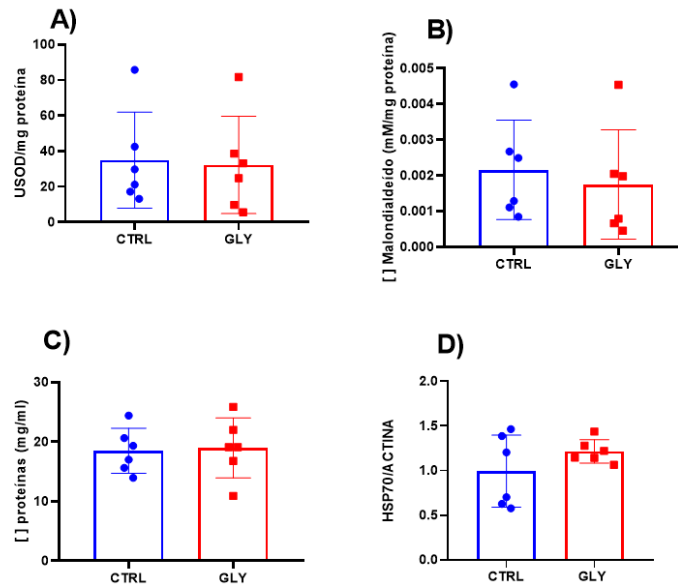 A)
USOD/mg proteína
100
80
60
40
20
0
CTRL GLY
B)
[ ] Malondialdeído (mM/mg proteína)
0.005
0.004
0.003
0.002
0.001
0.000
CTRL GLY
C)
[ ] proteínas (mg/ml)
30
20
10
0
CTRL GLY
D)
HSP70/ACTINA
2.0
1.5
1.0
0.5
0.0
CTRL GLY